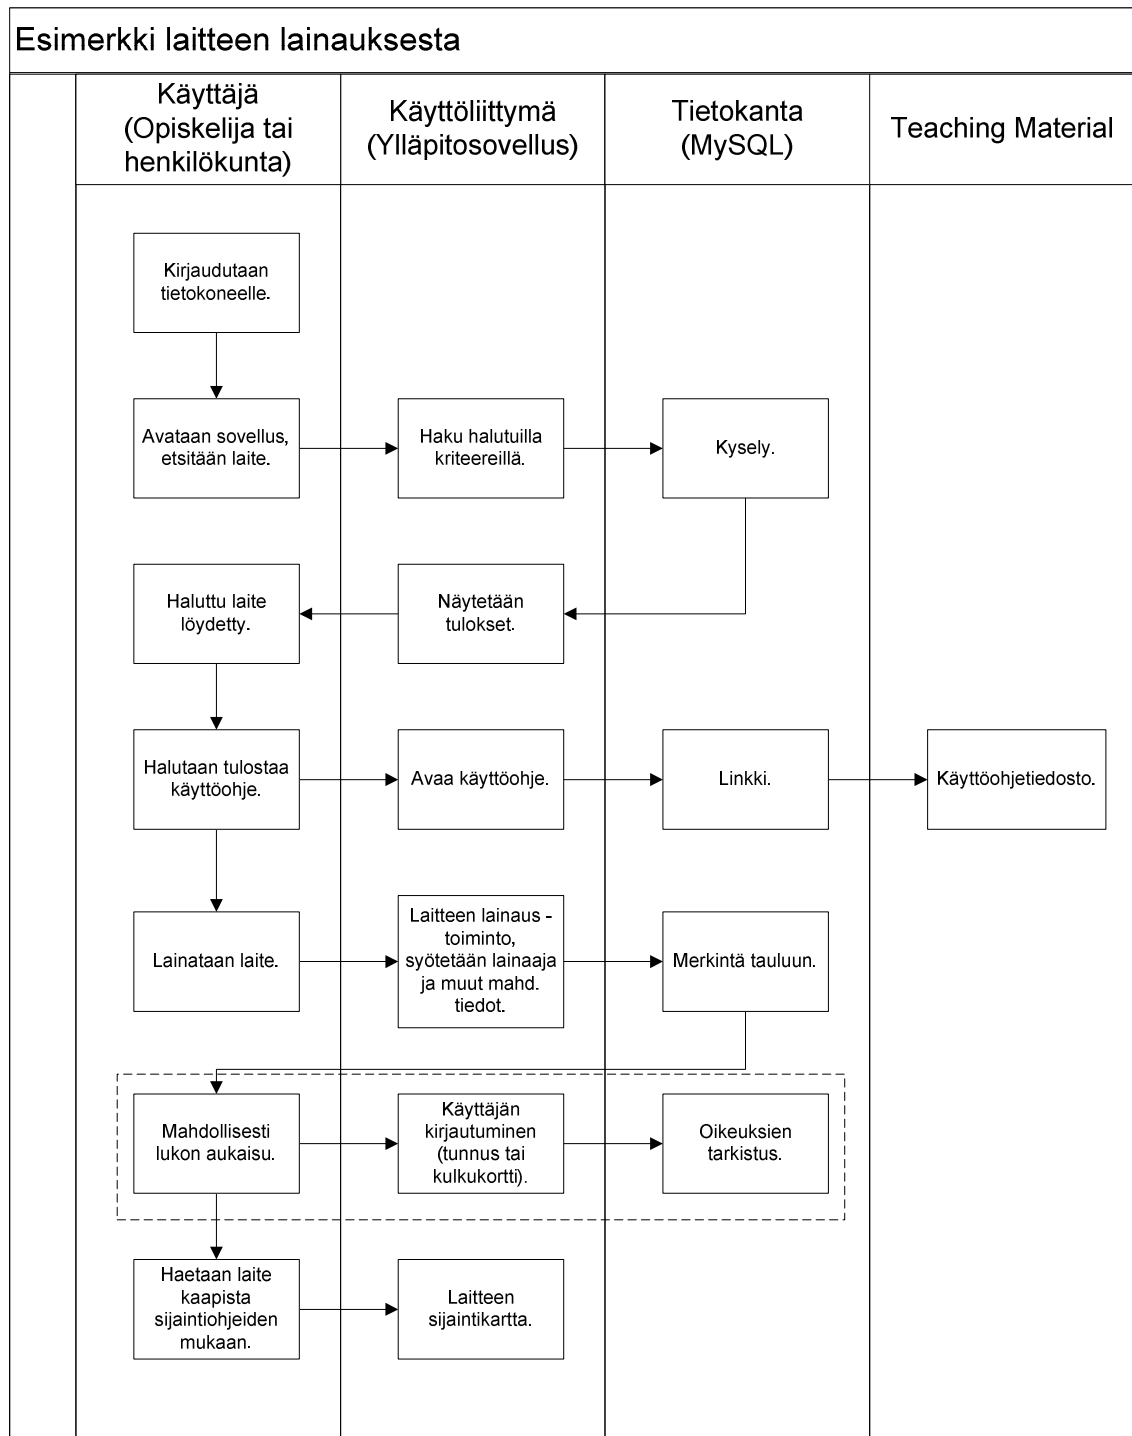 Esimerkki laitteen lainauksesta
Käyttäjä
(Opiskelija tai
henkilökunta)
Käyttöliittymä
(Ylläpitosovellus)
Tietokanta
(MySQL)
Teaching Material
Kirjaudutaan
tietokoneelle.
Avataan sovellus,
etsitään laite.
Haku halutuilla
kriteereillä.
Kysely.
Haluttu laite
löydetty.
Näytetään
tulokset.
Halutaan tulostaa
käyttöohje.
Avaa käyttöohje.
Linkki.
Käyttöohjetiedosto.
Lainataan laite.
Laitteen lainaus -
toiminto,
syötetään lainaaja
ja muut mahd.
tiedot.
Merkintä tauluun.
Mahdollisesti
lukon aukaisu.
Käyttäjän
kirjautuminen
(tunnus tai
kulkukortti).
Oikeuksien
tarkistus.
Haetaan laite
kaapista
sijaintiohjeiden
mukaan.
Laitteen
sijaintikartta.